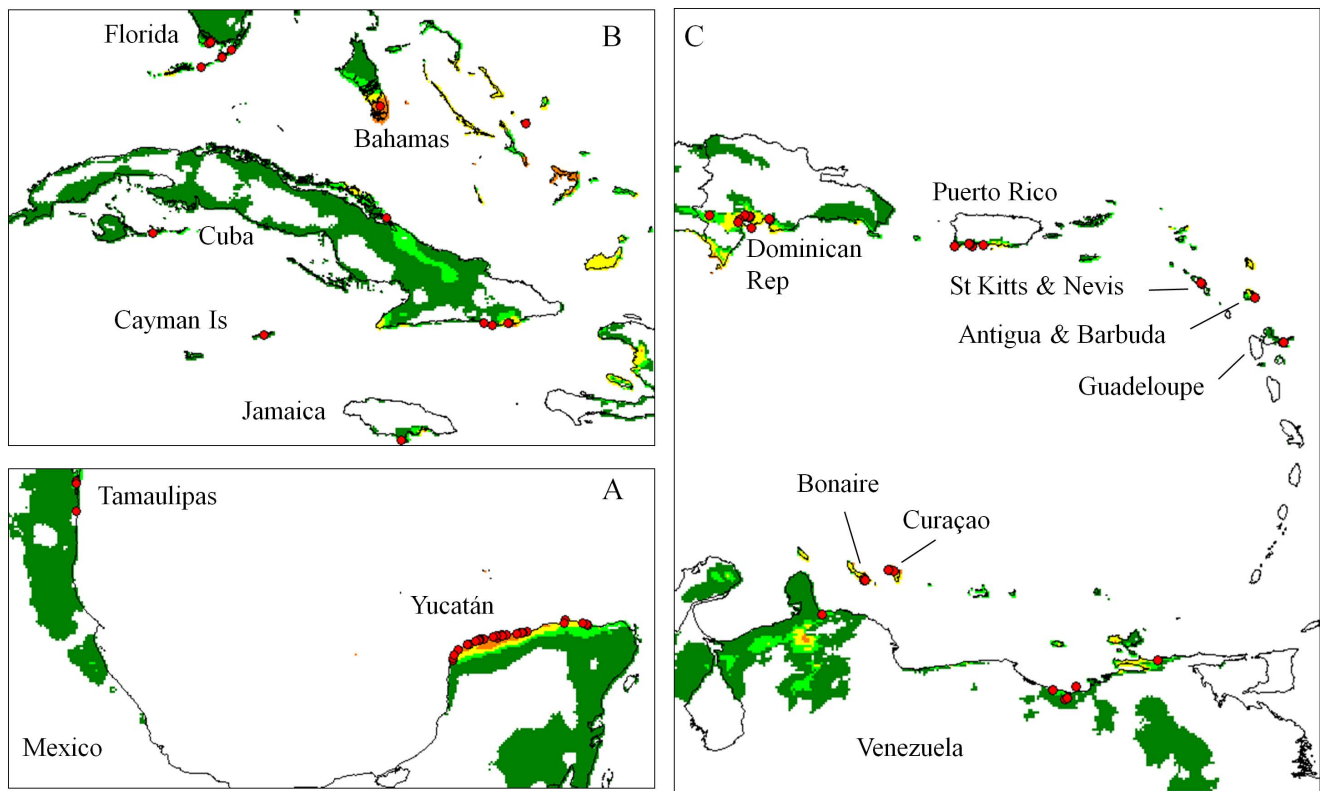 Florida
B
Bahamas
Cuba
Cayman Is
Jamaica
A
Tamaulipas
Yucatán
Mexico
C
Puerto Rico
Dominican
Rep
St Kitts & Nevis
Antigua & Barbuda
Guadeloupe
Bonaire
Curaçao
Venezuela